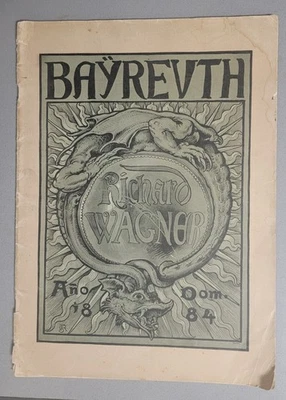 BAŸREVTH
Richard
WAGNER
Año Dom.
18 84